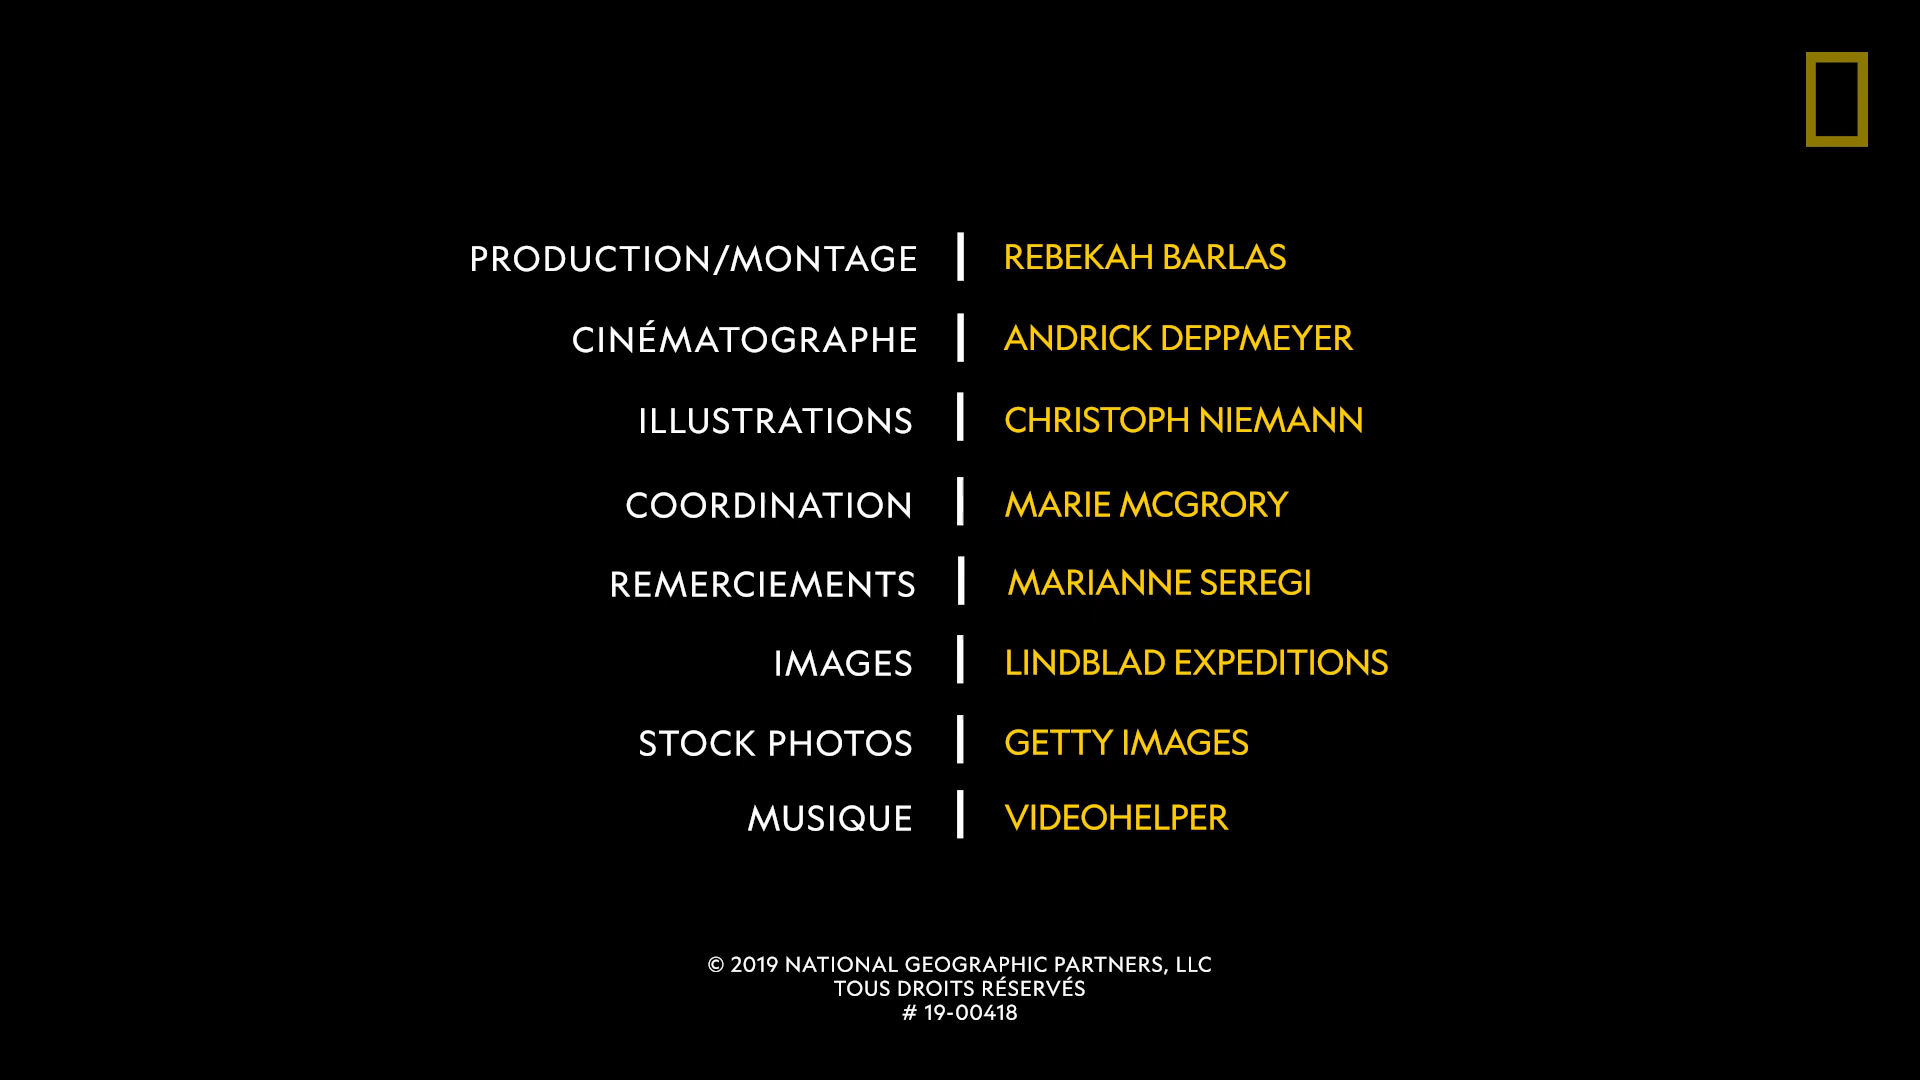 PRODUCTION/MONTAGE | REBEKAH BARLAS
CINÉMATOGRAPHE | ANDRICK DEPPMEYER
ILLUSTRATIONS | CHRISTOPH NIEMANN
COORDINATION | MARIE MCGRORY
REMERCIEMENTS | MARIANNE SEREGI
IMAGES | LINDBLAD EXPEDITIONS
STOCK PHOTOS | GETTY IMAGES
MUSIQUE | VIDEOHELPER
© 2019 NATIONAL GEOGRAPHIC PARTNERS, LLC
TOUS DROITS RÉSERVÉS
# 19-00418